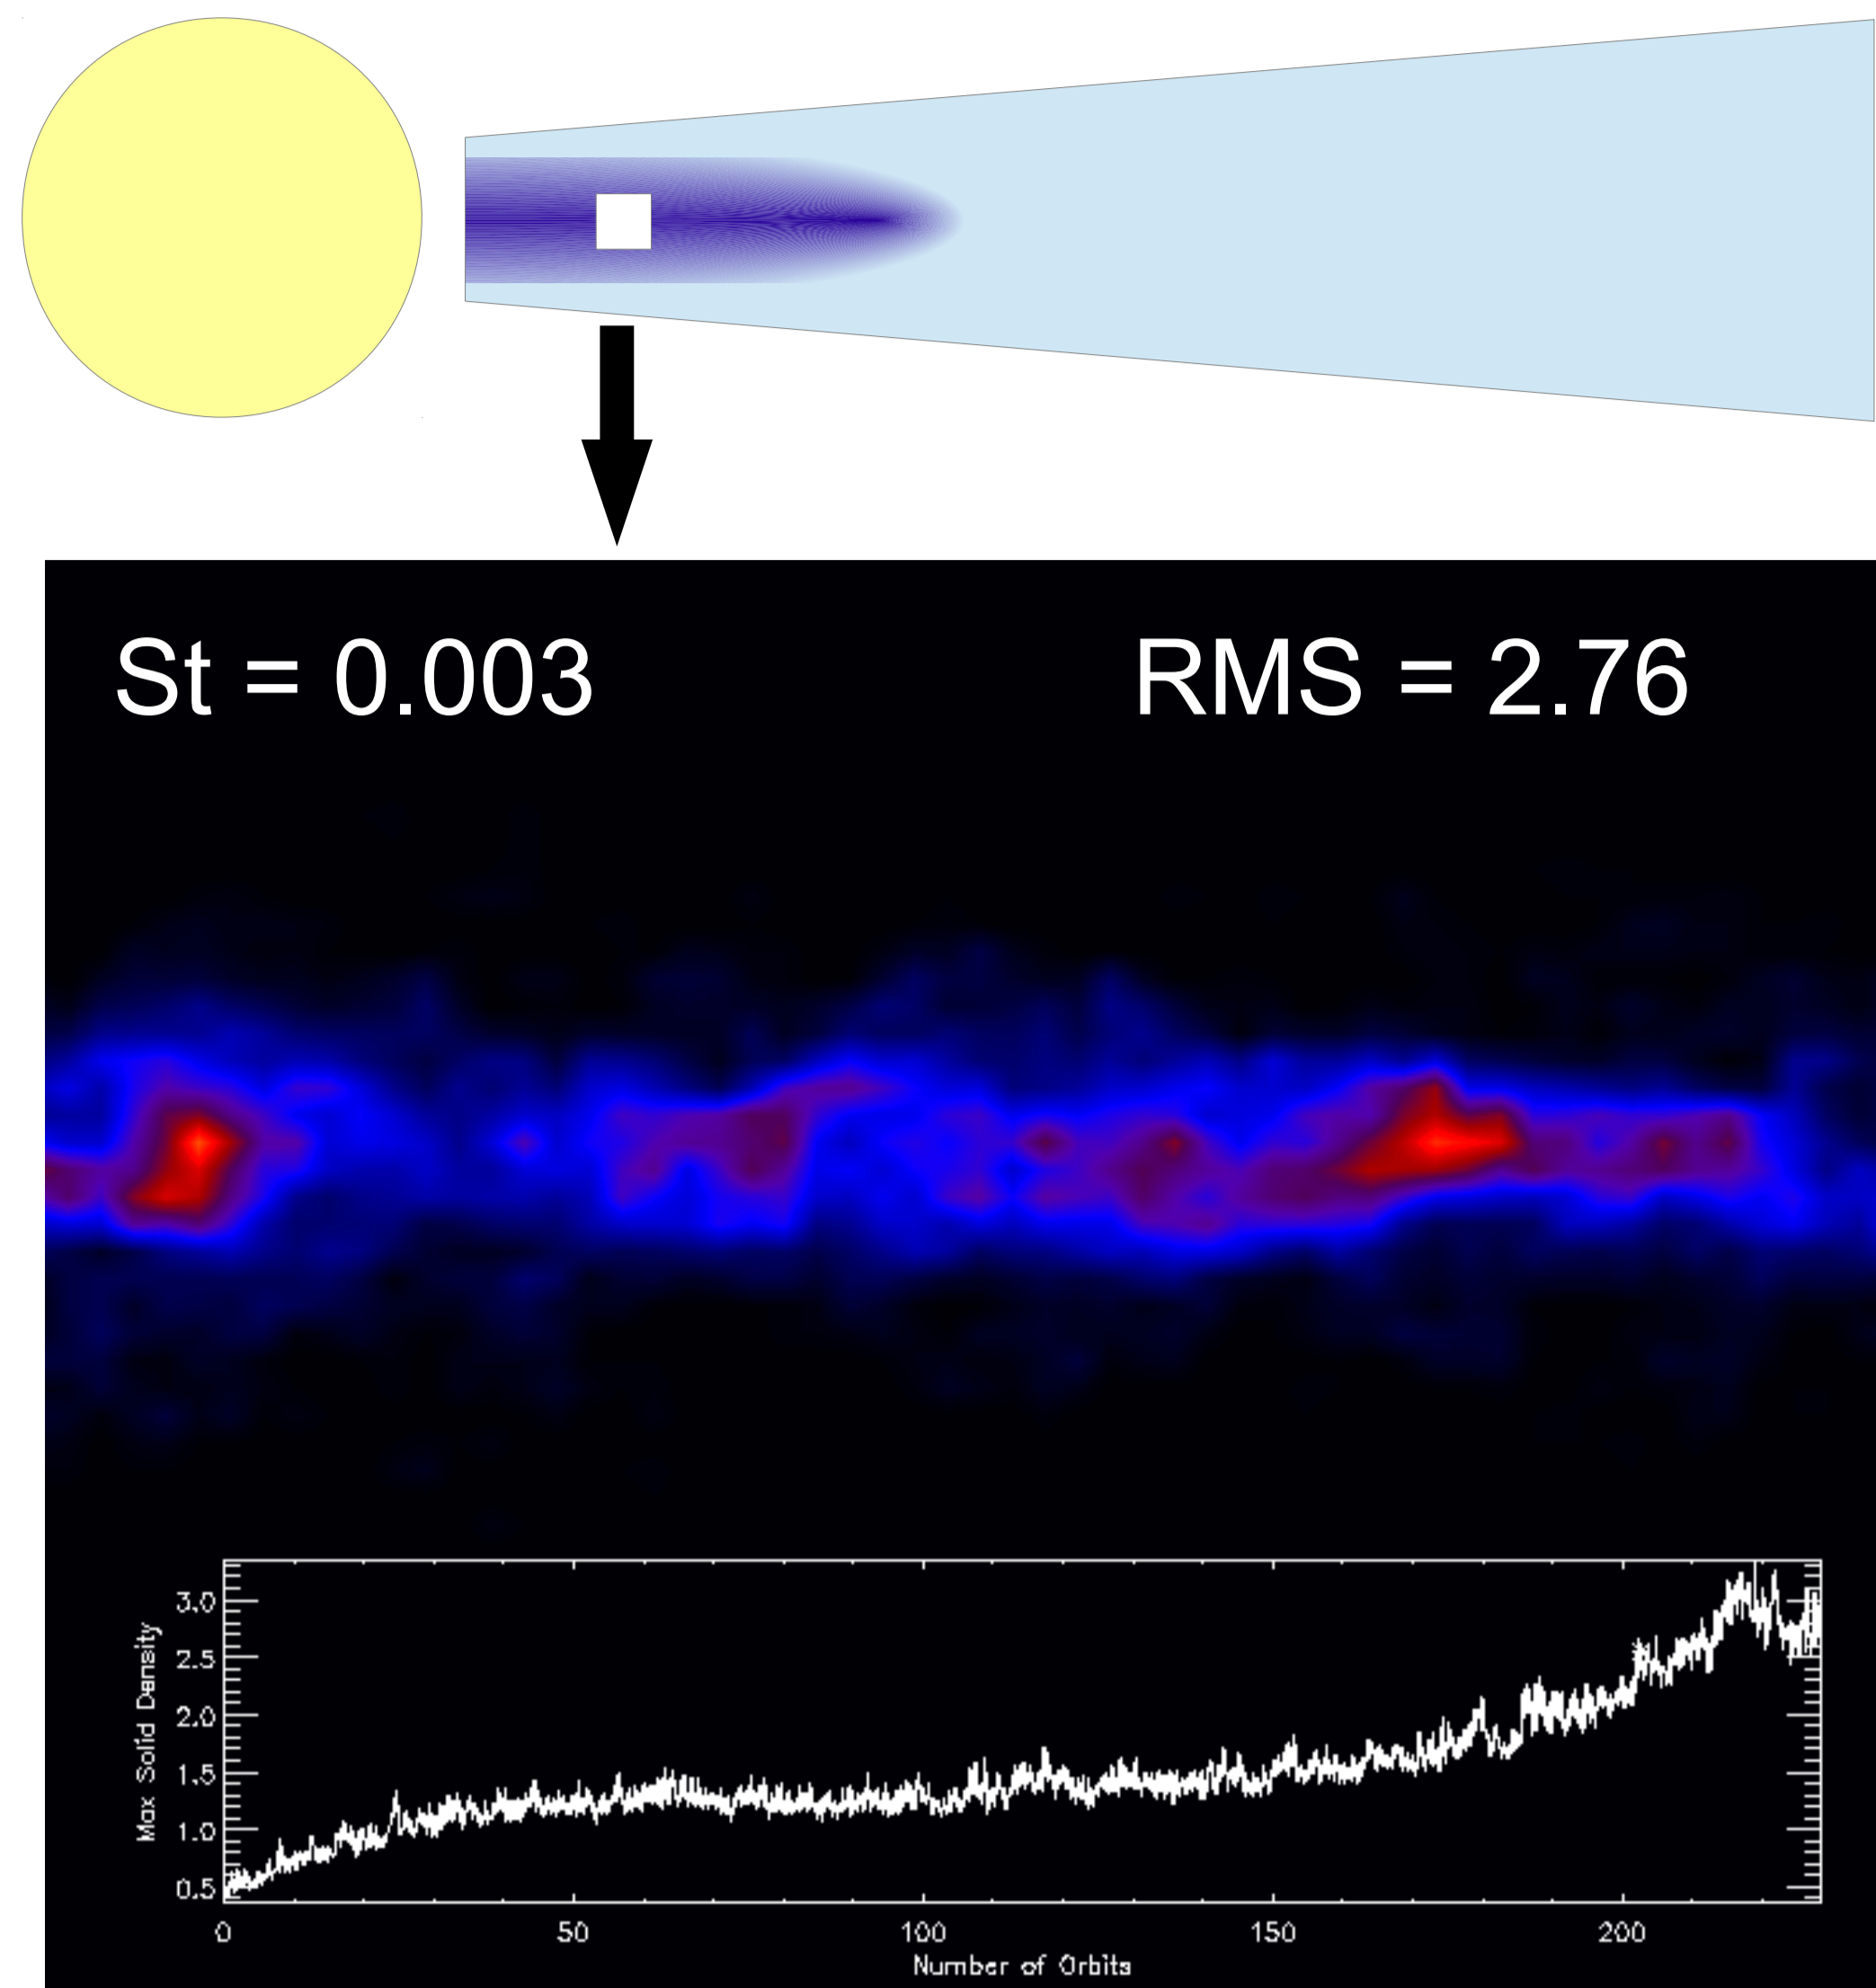 St = 0.003
RMS = 2.76
3.0
2.5
2.0
1.5
1.0
0.5
Max Solid Density
0 50 100 150 200
Number of Orbits